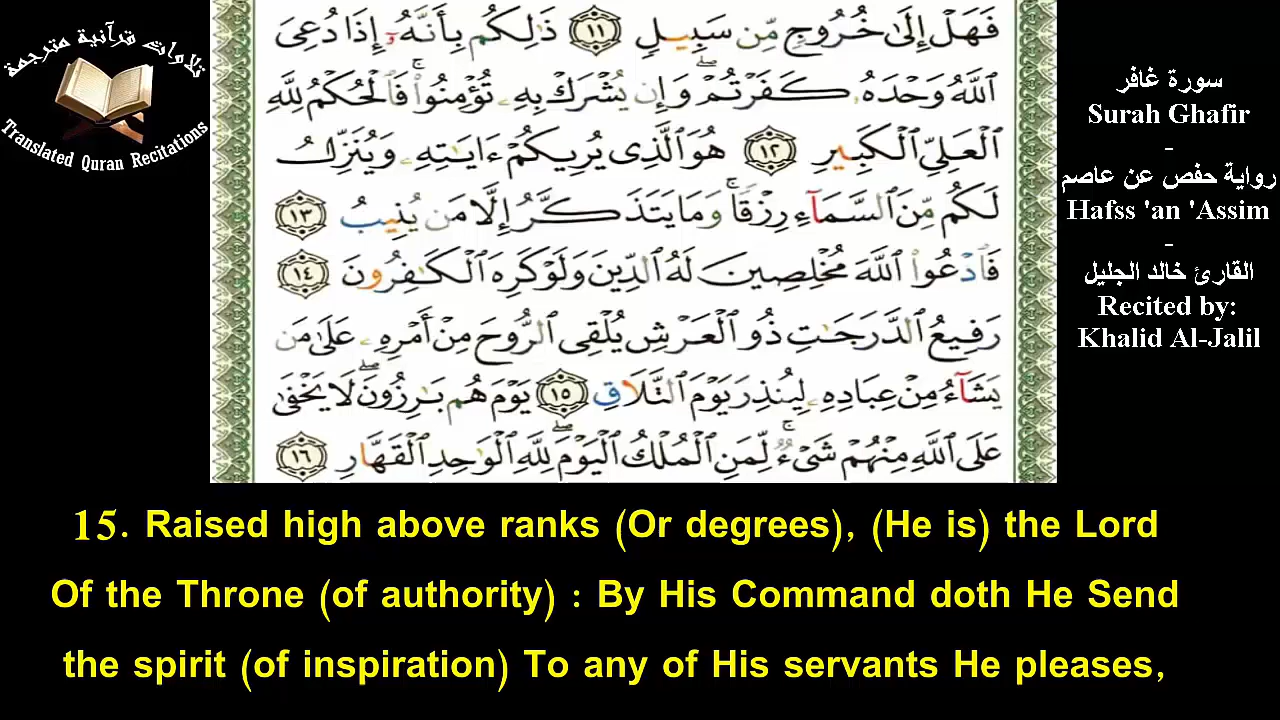 تلاوات قرآنية مترجمة
Translated Quran Recitations
فَهَلْ إِلَىٰ خُرُوجٍ مِّن سَبِيلٍ ١١ ذَٰلِكُم بِأَنَّهُۥٓ إِذَا دُعِىَ
ٱللَّهُ وَحْدَهُۥ كَفَرْتُمْ ۖ وَإِن يُشْرَكْ بِهِۦ تُؤْمِنُوا۟ ۚ فَٱلْحُكْمُ لِلَّهِ
ٱلْعَلِىِّ ٱلْكَبِيرِ ١٢ هُوَ ٱلَّذِى يُرِيكُمْ ءَايَـٰتِهِۦ وَيُنَزِّلُ
لَكُم مِّنَ ٱلسَّمَآءِ رِزْقًا ۚ وَمَا يَتَذَكَّرُ إِلَّا مَن يُنِيبُ ١٣
فَٱدْعُوا۟ ٱللَّهَ مُخْلِصِينَ لَهُ ٱلدِّينَ وَلَوْ كَرِهَ ٱلْكَـٰفِرُونَ ١٤
رَفِيعُ ٱلدَّرَجَـٰتِ ذُو ٱلْعَرْشِ يُلْقِى ٱلرُّوحَ مِنْ أَمْرِهِۦ عَلَىٰ مَن
يَشَآءُ مِنْ عِبَادِهِۦ لِيُنذِرَ يَوْمَ ٱلتَّلَاقِ ١٥ يَوْمَ هُم بَـٰرِزُونَ ۖ لَا يَخْفَىٰ
عَلَى ٱللَّهِ مِنْهُمْ شَىْءٌ ۚ لِّمَنِ ٱلْمُلْكُ ٱلْيَوْمَ ۖ لِلَّهِ ٱلْوَٰحِدِ ٱلْقَهَّارِ ١٦
سورة غافر
Surah Ghafir
-
رواية حفص عن عاصم
Hafss 'an 'Assim
-
القارئ خالد الجليل
Recited by:
Khalid Al-Jalil
15. Raised high above ranks (Or degrees), (He is) the Lord
Of the Throne (of authority) : By His Command doth He Send
the spirit (of inspiration) To any of His servants He pleases,